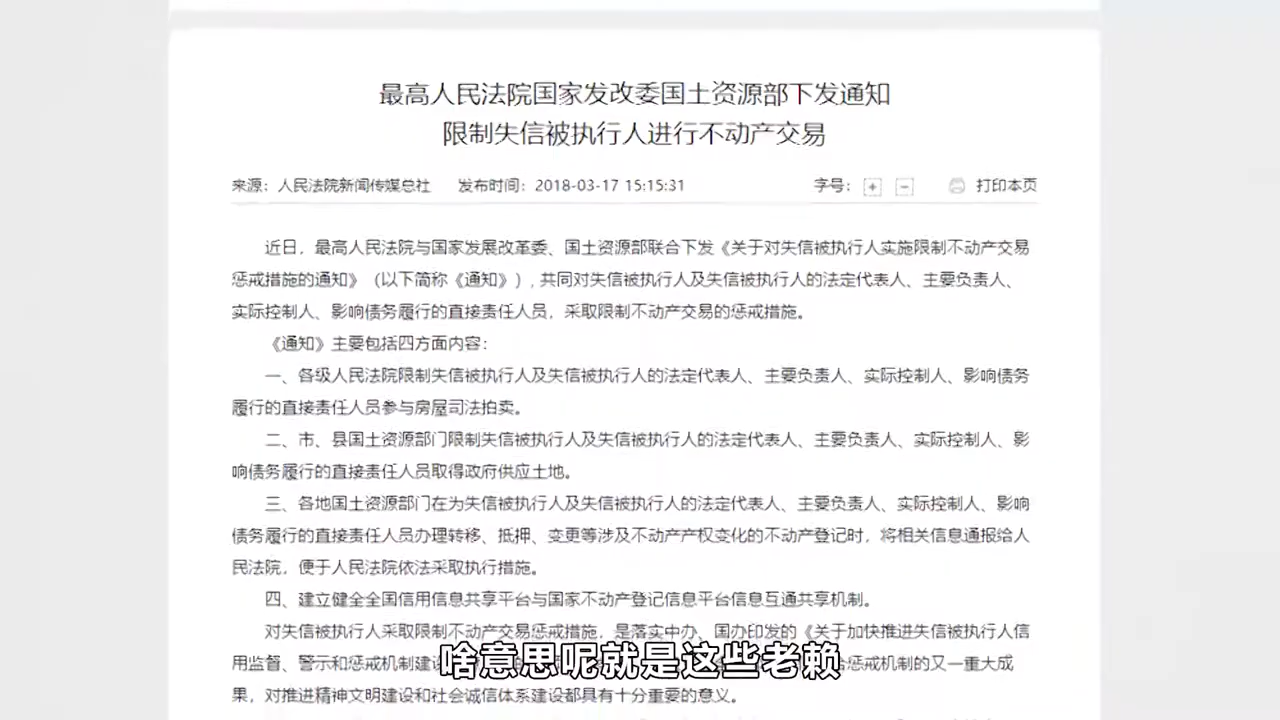 最高人民法院国家发改委国土资源部下发通知
限制失信被执行人进行不动产交易
来源：人民法院新闻传媒总社 发布时间：2018-03-17 15:15:31 字号： + - 打印本页
近日，最高人民法院与国家发展改革委、国土资源部联合下发《关于对失信被执行人实施限制不动产交易
惩戒措施的通知》（以下简称《通知》），共同对失信被执行人及失信被执行人的法定代表人、主要负责人、
实际控制人、影响债务履行的直接责任人员，采取限制不动产交易的惩戒措施。
《通知》主要包括四方面内容：
一、各级人民法院限制失信被执行人及失信被执行人的法定代表人、主要负责人、实际控制人、影响债务
履行的直接责任人员参与房屋司法拍卖。
二、市、县国土资源部门限制失信被执行人及失信被执行人的法定代表人、主要负责人、实际控制人、影
响债务履行的直接责任人员取得政府供应土地。
三、各地国土资源部门在为失信被执行人及失信被执行人的法定代表人、主要负责人、实际控制人、影响
债务履行的直接责任人员办理转移、抵押、变更等涉及不动产产权变化的不动产登记时，将相关信息通报给人
民法院，便于人民法院依法采取执行措施。
四、建立健全全国信用信息共享平台与国家不动产登记信息平台信息互通共享机制。
对失信被执行人采取限制不动产交易惩戒措施，是落实中办、国办印发的《关于加快推进失信被执行人信
用监督、警示和惩戒机制建设 惩戒机制的又一重大成
啥意思呢就是这些老赖
果，对推进精神文明建设和社会诚信体系建设都具有十分重要的意义。